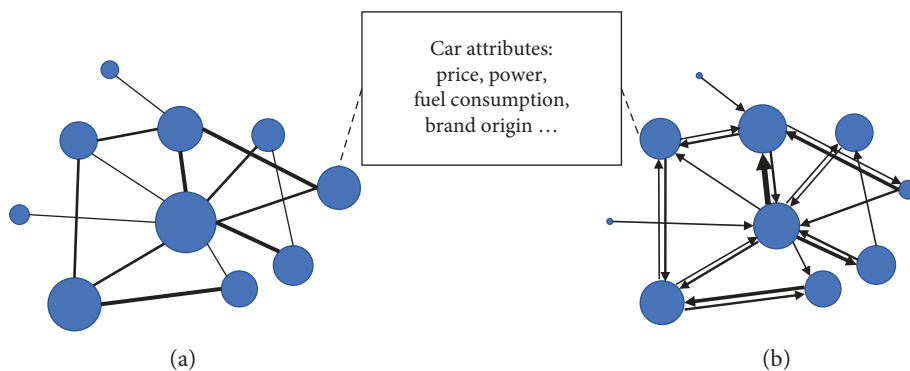 Car attributes:
price, power,
fuel consumption,
brand origin …
(a)
(b)